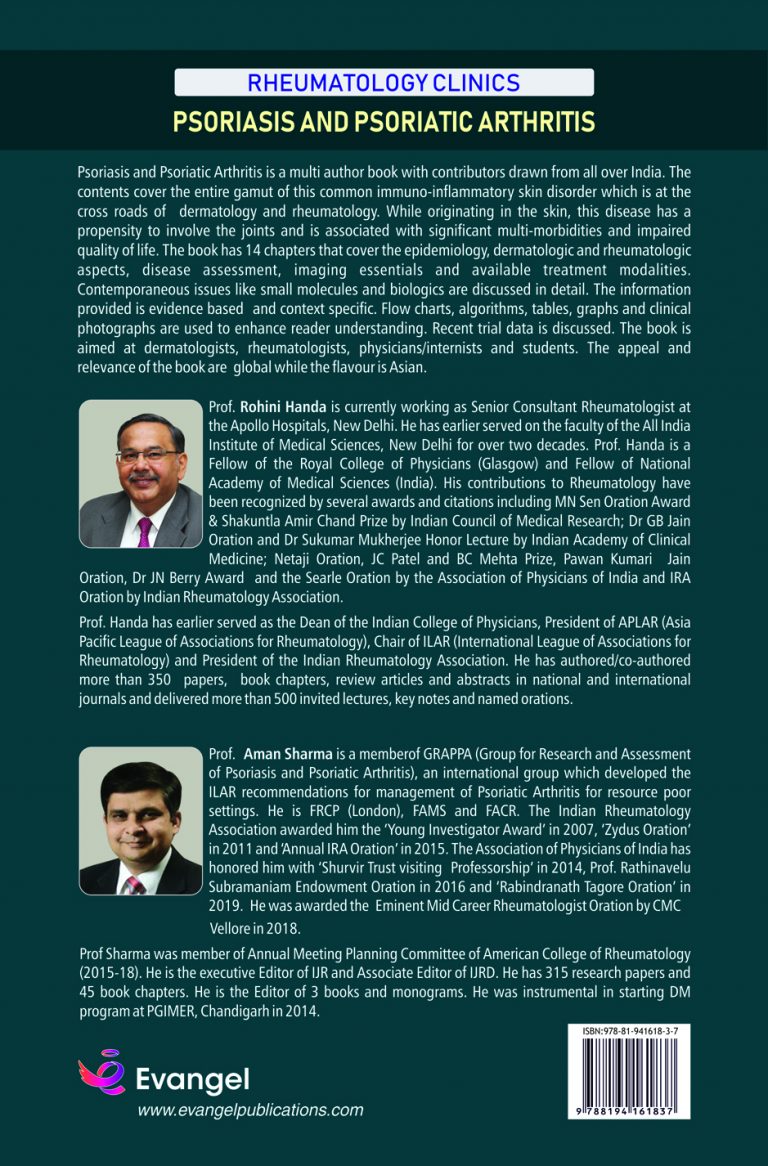 RHEUMATOLOGY CLINICS
PSORIASIS AND PSORIATIC ARTHRITIS
Psoriasis and Psoriatic Arthritis is a multi author book with contributors drawn from all over India. The
contents cover the entire gamut of this common immuno-inflammatory skin disorder which is at the
cross roads of dermatology and rheumatology. While originating in the skin, this disease has a
propensity to involve the joints and is associated with significant multi-morbidities and impaired
quality of life. The book has 14 chapters that cover the epidemiology, dermatologic and rheumatologic
aspects, disease assessment, imaging essentials and available treatment modalities.
Contemporaneous issues like small molecules and biologics are discussed in detail. The information
provided is evidence based and context specific. Flow charts, algorithms, tables, graphs and clinical
photographs are used to enhance reader understanding. Recent trial data is discussed. The book is
aimed at dermatologists, rheumatologists, physicians/internists and students. The appeal and
relevance of the book are global while the flavour is Asian.
Prof. Rohini Handa is currently working as Senior Consultant Rheumatologist at
the Apollo Hospitals, New Delhi. He has earlier served on the faculty of the All India
Institute of Medical Sciences, New Delhi for over two decades. Prof. Handa is a
Fellow of the Royal College of Physicians (Glasgow) and Fellow of National
Academy of Medical Sciences (India). His contributions to Rheumatology have
been recognized by several awards and citations including MN Sen Oration Award
& Shakuntla Amir Chand Prize by Indian Council of Medical Research; Dr GB Jain
Oration and Dr Sukumar Mukherjee Honor Lecture by Indian Academy of Clinical
Medicine; Netaji Oration, JC Patel and BC Mehta Prize, Pawan Kumari Jain
Oration, Dr JN Berry Award and the Searle Oration by the Association of Physicians of India and IRA
Oration by Indian Rheumatology Association.
Prof. Handa has earlier served as the Dean of the Indian College of Physicians, President of APLAR (Asia
Pacific League of Associations for Rheumatology), Chair of ILAR (International League of Associations for
Rheumatology) and President of the Indian Rheumatology Association. He has authored/co-authored
more than 350 papers, book chapters, review articles and abstracts in national and international
journals and delivered more than 500 invited lectures, key notes and named orations.
Prof. Aman Sharma is a memberof GRAPPA (Group for Research and Assessment
of Psoriasis and Psoriatic Arthritis), an international group which developed the
ILAR recommendations for management of Psoriatic Arthritis for resource poor
settings. He is FRCP (London), FAMS and FACR. The Indian Rheumatology
Association awarded him the 'Young Investigator Award' in 2007, 'Zydus Oration'
in 2011 and 'Annual IRA Oration' in 2015. The Association of Physicians of India has
honored him with 'Shurvir Trust visiting Professorship' in 2014, Prof. Rathinavelu
Subramaniam Endowment Oration in 2016 and 'Rabindranath Tagore Oration' in
2019. He was awarded the Eminent Mid Career Rheumatologist Oration by CMC
Vellore in 2018.
Prof Sharma was member of Annual Meeting Planning Committee of American College of Rheumatology
(2015-18). He is the executive Editor of IJR and Associate Editor of IJRD. He has 315 research papers and
45 book chapters. He is the Editor of 3 books and monograms. He was instrumental in starting DM
program at PGIMER, Chandigarh in 2014.
ISBN:978-81-941618-3-7
9 788194 161837
Evangel
www.evangelpublications.com